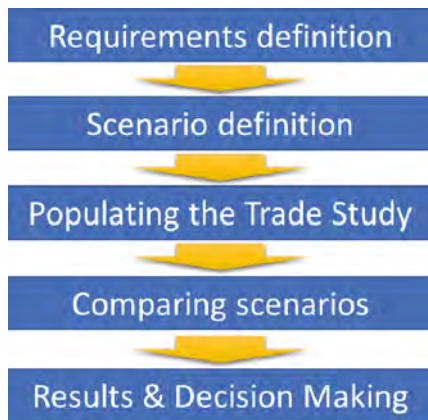 Requirements definition
Scenario definition
Populating the Trade Study
Comparing scenarios
Results & Decision Making